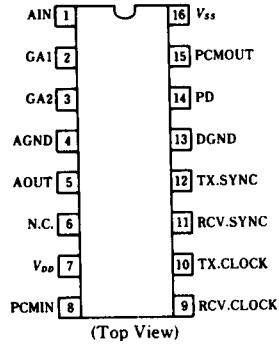 AIN 1 16 Vss
GA1 2 15 PCMOUT
GA2 3 14 PD
AGND 4 13 DGND
AOUT 5 12 TX.SYNC
N.C. 6 11 RCV.SYNC
VDD 7 10 TX.CLOCK
PCMIN 8 9 RCV.CLOCK
(Top View)